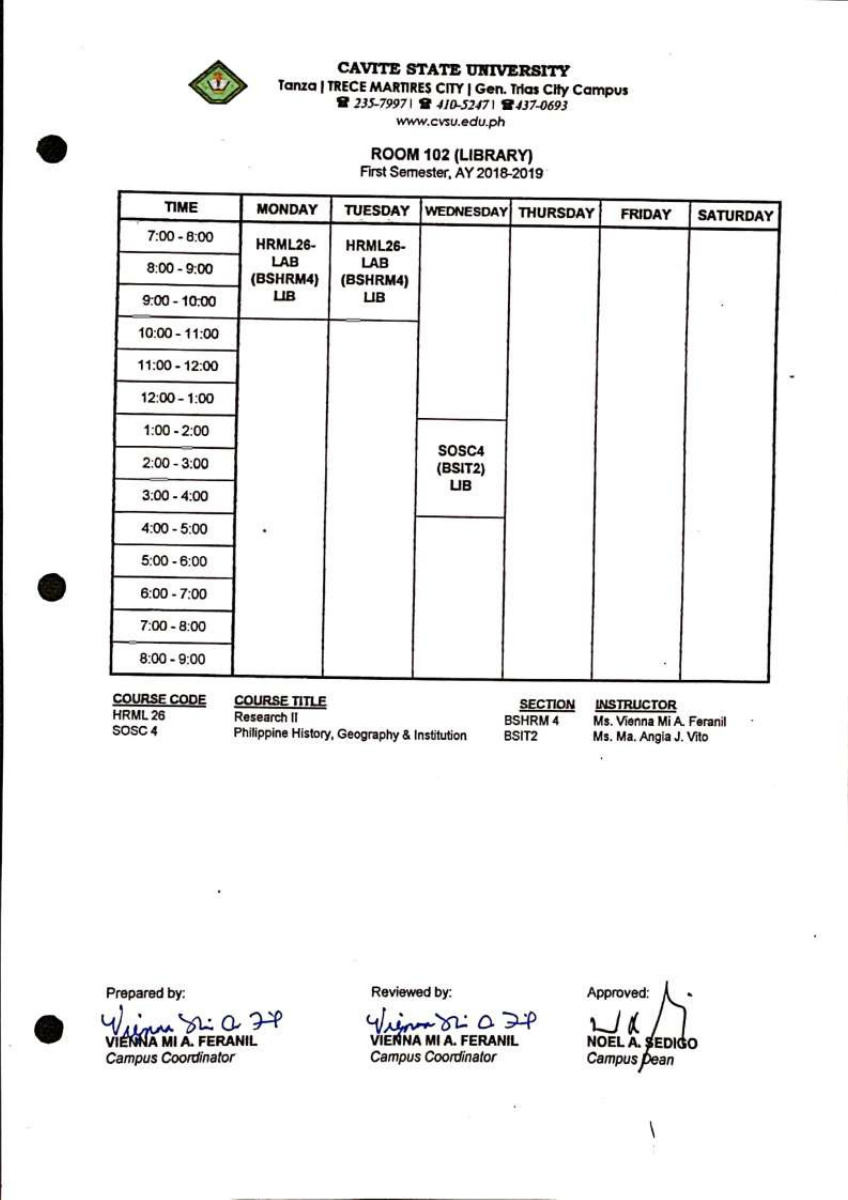 CAVITE STATE UNIVERSITY
Tanza | TRECE MARTIRES CITY | Gen. Trias City Campus
☎ 235-7997 | ☎ 410-5247 | ☎ 437-0693
www.cvsu.edu.ph
ROOM 102 (LIBRARY)
First Semester, AY 2018-2019
TIME MONDAY TUESDAY WEDNESDAY THURSDAY FRIDAY SATURDAY
7:00 - 8:00
8:00 - 9:00
9:00 - 10:00
10:00 - 11:00
11:00 - 12:00
12:00 - 1:00
1:00 - 2:00
2:00 - 3:00
3:00 - 4:00
4:00 - 5:00
5:00 - 6:00
6:00 - 7:00
7:00 - 8:00
8:00 - 9:00
HRML26-
LAB
(BSHRM4)
LIB
HRML26-
LAB
(BSHRM4)
LIB
SOSC4
(BSIT2)
LIB
COURSE CODE COURSE TITLE SECTION INSTRUCTOR
HRML 26 Research II BSHRM 4 Ms. Vienna Mi A. Feranil
SOSC 4 Philippine History, Geography & Institution BSIT2 Ms. Ma. Angla J. Vito
Prepared by: Reviewed by: Approved:
VIENNA MI A. FERANIL VIENNA MI A. FERANIL NOEL A. SEDIGO
Campus Coordinator Campus Coordinator Campus Dean